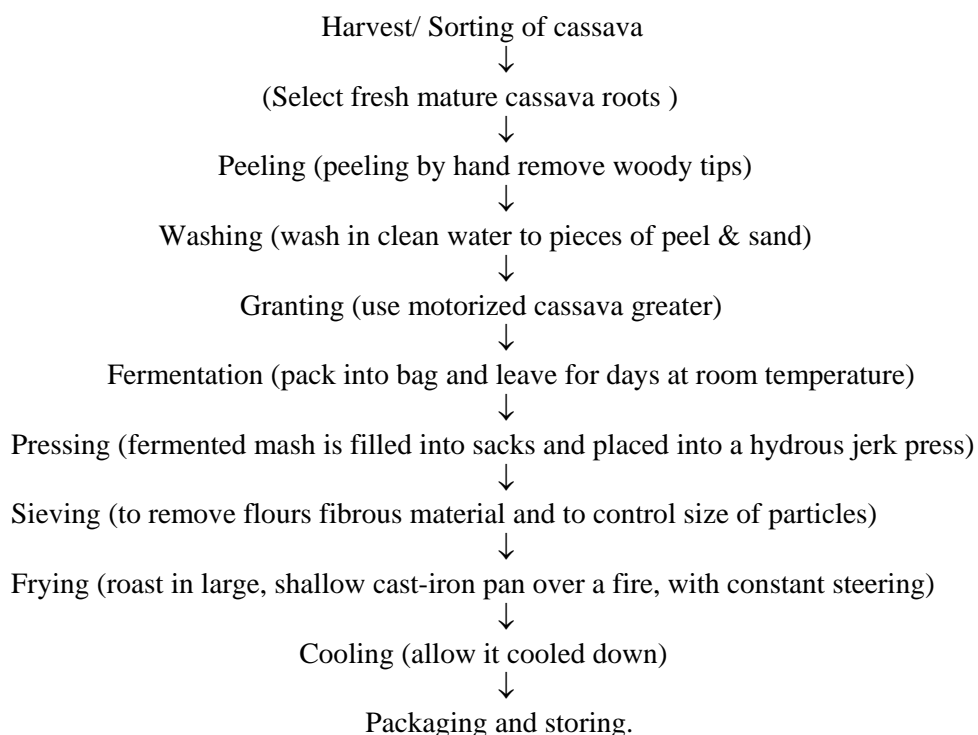 Harvest/ Sorting of cassava
↓
(Select fresh mature cassava roots )
↓
Peeling (peeling by hand remove woody tips)
↓
Washing (wash in clean water to pieces of peel & sand)
↓
Granting (use motorized cassava greater)
↓
Fermentation (pack into bag and leave for days at room temperature)
↓
Pressing (fermented mash is filled into sacks and placed into a hydrous jerk press)
↓
Sieving (to remove flours fibrous material and to control size of particles)
↓
Frying (roast in large, shallow cast-iron pan over a fire, with constant steering)
↓
Cooling (allow it cooled down)
↓
Packaging and storing.